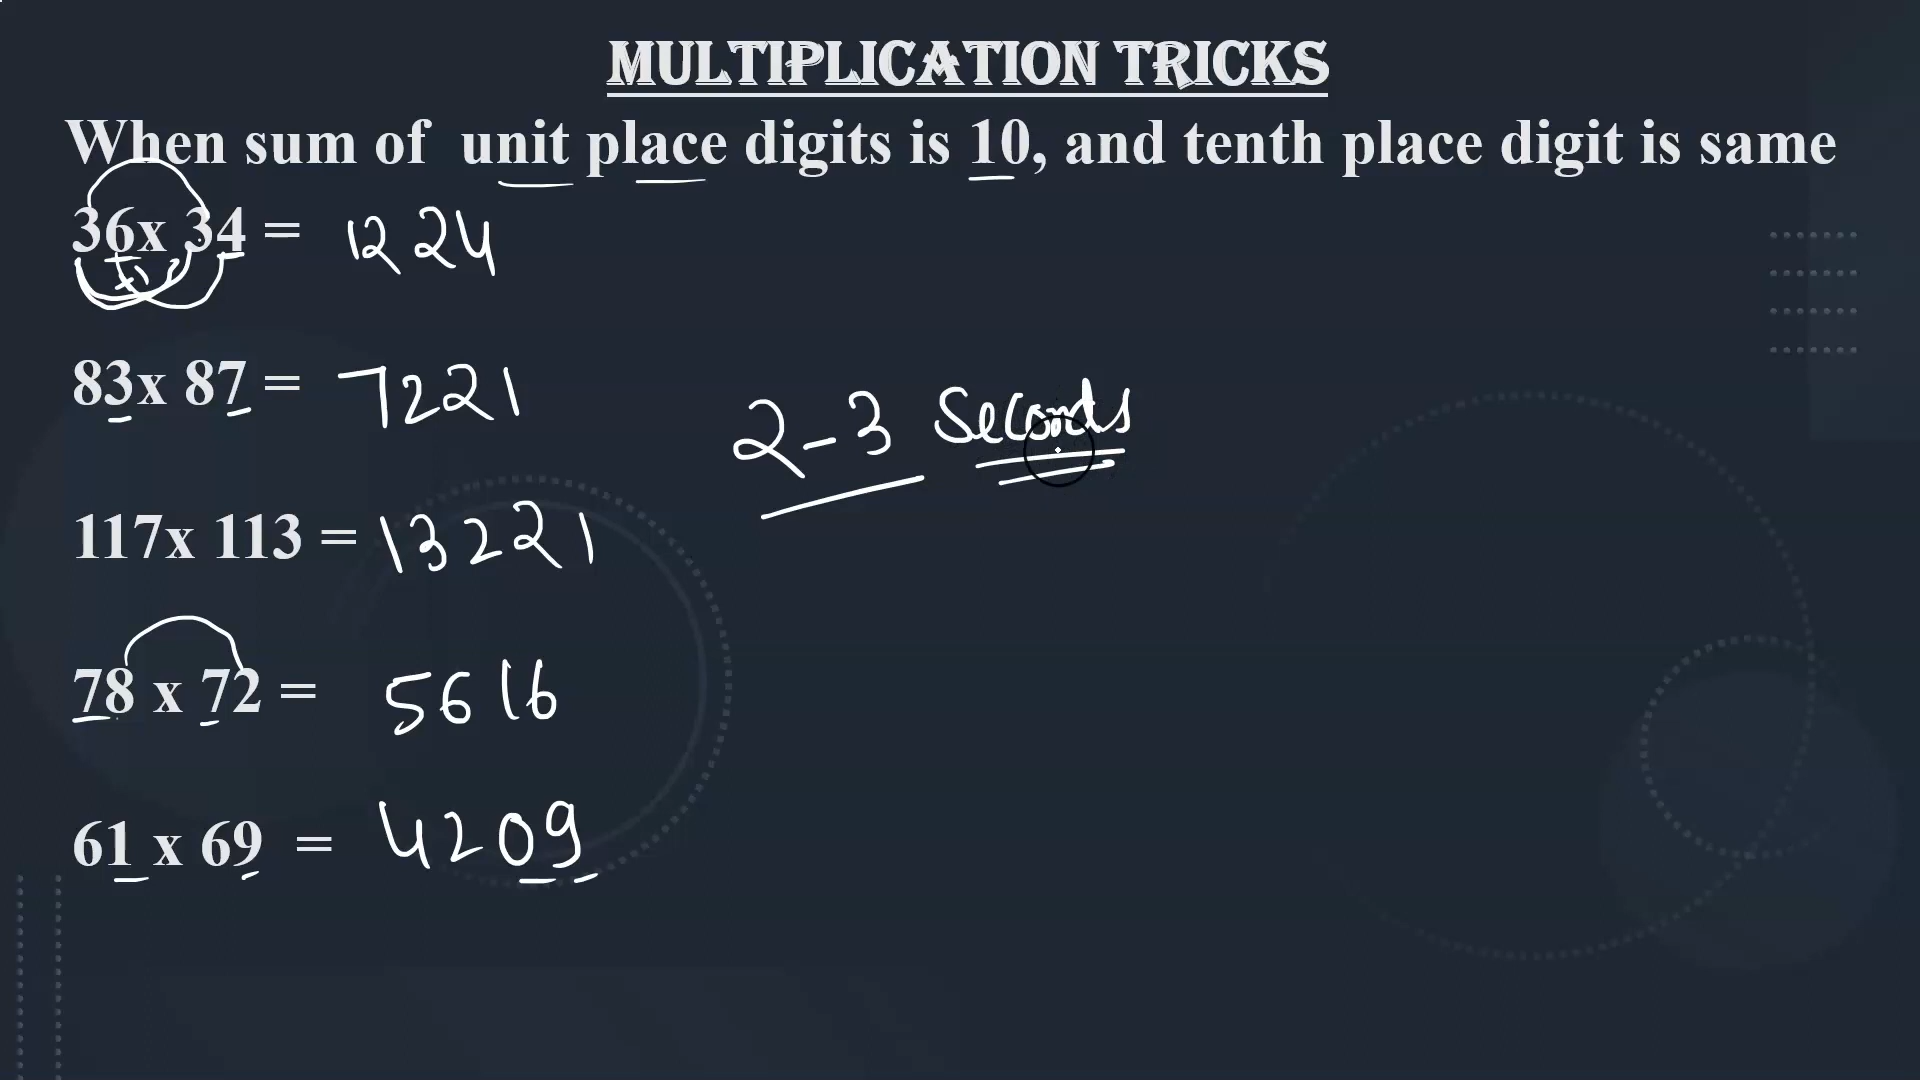 MULTIPLICATION TRICKS
When sum of unit place digits is 10, and tenth place digit is same
36x 34 = 1224
83x 87 = 7221
2-3 Seconds
117x 113 = 13221
78 x 72 = 5616
61 x 69 = 4209